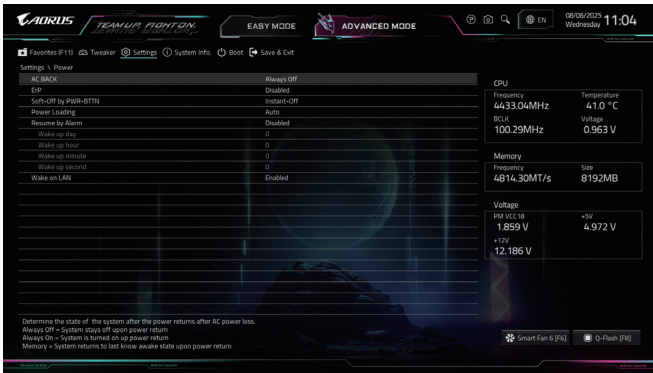 AORUS
TEAM UP. FIGHT ON.
EASY MODE
ADVANCED MODE
EN
08/06/2025
Wednesday
11:04
Favorites (F11) Tweaker Settings System Info. Boot Save & Exit
Settings \ Power
AC BACK Always Off
ErP Disabled
Soft-Off by PWR-BTTN Instant-Off
Power Loading Auto
Resume by Alarm Disabled
Wake up day 0
Wake up hour 0
Wake up minute 0
Wake up second 0
Wake on LAN Enabled
CPU
Frequency Temperature
4433.04MHz 41.0 °C
BCLK Voltage
100.29MHz 0.963 V
Memory
Frequency Size
4814.30MT/s 8192MB
Voltage
PM VCC18 +5V
1.859 V 4.972 V
+12V
12.186 V
Determine the state of the system after the power returns after AC power loss.
Always Off = System stays off upon power return
Always On = System is turned on up power return
Memory = System returns to last know awake state upon power return
Smart Fan 6 [F6] Q-Flash [F8]